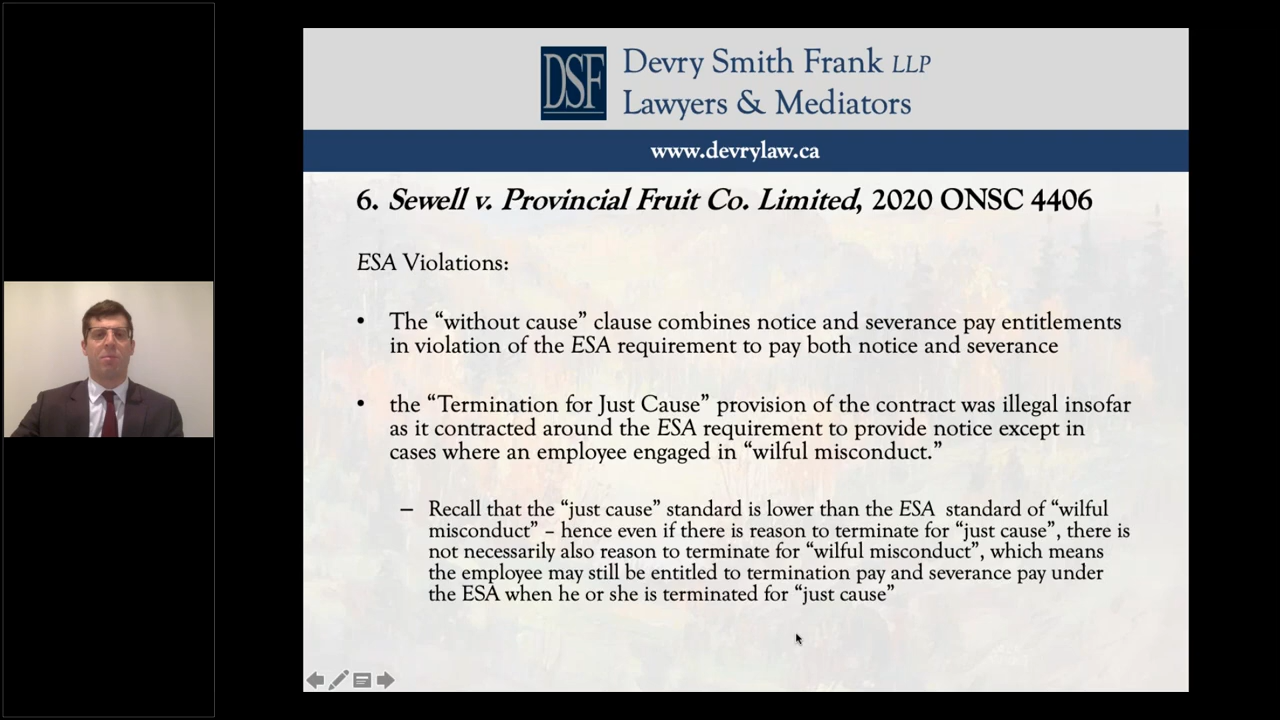 DSF
Devry Smith Frank LLP
Lawyers & Mediators
www.devrylaw.ca
6. Sewell v. Provincial Fruit Co. Limited, 2020 ONSC 4406
ESA Violations:
• The “without cause” clause combines notice and severance pay entitlements
in violation of the ESA requirement to pay both notice and severance
• the “Termination for Just Cause” provision of the contract was illegal insofar
as it contracted around the ESA requirement to provide notice except in
cases where an employee engaged in “wilful misconduct.”
– Recall that the “just cause” standard is lower than the ESA standard of “wilful
misconduct” – hence even if there is reason to terminate for “just cause”, there is
not necessarily also reason to terminate for “wilful misconduct”, which means
the employee may still be entitled to termination pay and severance pay under
the ESA when he or she is terminated for “just cause”